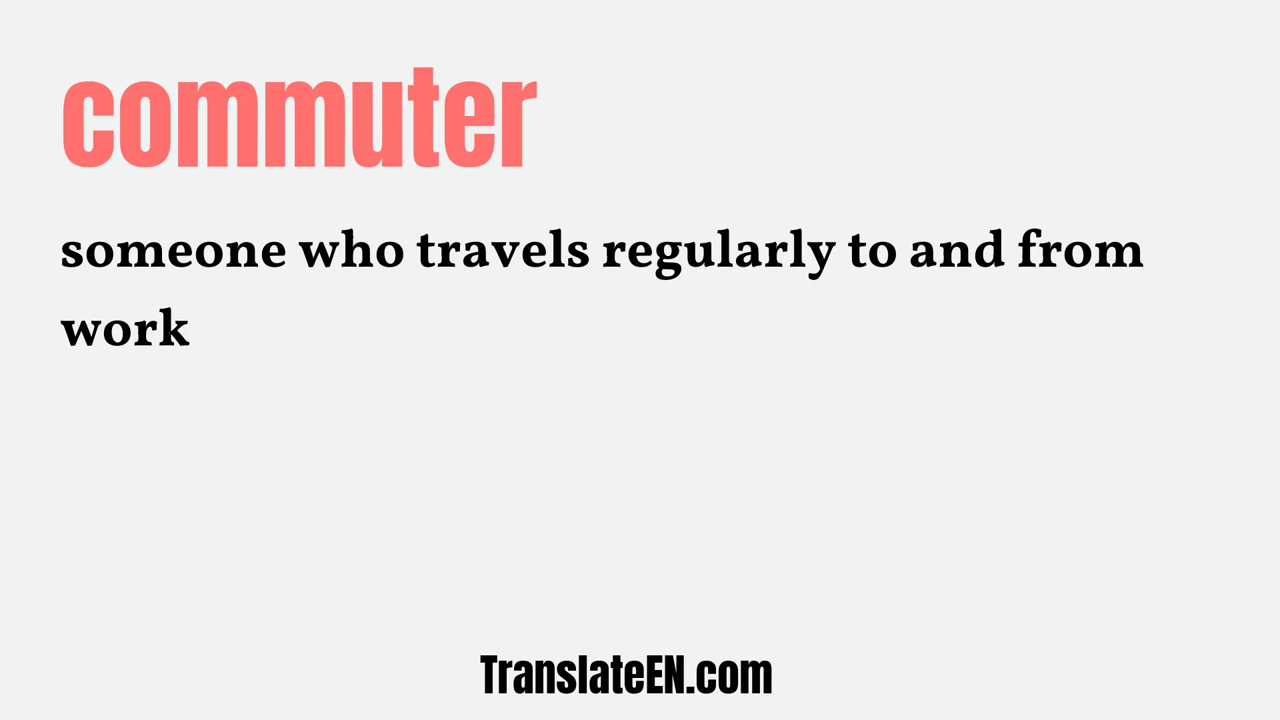 commuter
someone who travels regularly to and from
work
TranslateEN.com